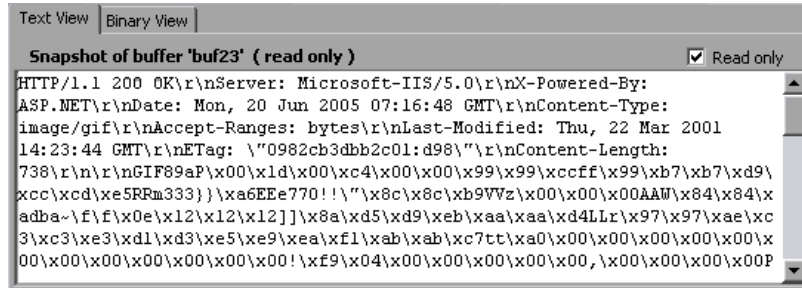 Text View Binary View
Snapshot of buffer 'buf23' ( read only ) Read only
HTTP/1.1 200 OK\r\nServer: Microsoft-IIS/5.0\r\nX-Powered-By:
ASP.NET\r\nDate: Mon, 20 Jun 2005 07:16:48 GMT\r\nContent-Type:
image/gif\r\nAccept-Ranges: bytes\r\nLast-Modified: Thu, 22 Mar 2001
14:23:44 GMT\r\nETag: \"0982cb3dbb2c01:d98\"\r\nContent-Length:
738\r\n\r\nGIF89aP\x00\x1d\x00\xc4\x00\x00\x99\x99\xccff\x99\xb7\xb7\xd9\
xcc\xcd\xe5RRm333}}\xa6EEe770!!\"\x8c\x8c\xb9VVz\x00\x00\x00AAW\x84\x84\x
adba~\f\f\x0e\x12\x12\x12]]\x8a\xd5\xd9\xeb\xaa\xaa\xd4LLr\x97\x97\xae\xc
3\xc3\xe3\xd1\xd3\xe5\xe9\xea\xf1\xab\xab\xc7tt\xa0\x00\x00\x00\x00\x00\x
00\x00\x00\x00\x00\x00!\xf9\x04\x00\x00\x00\x00\x00,\x00\x00\x00\x00P